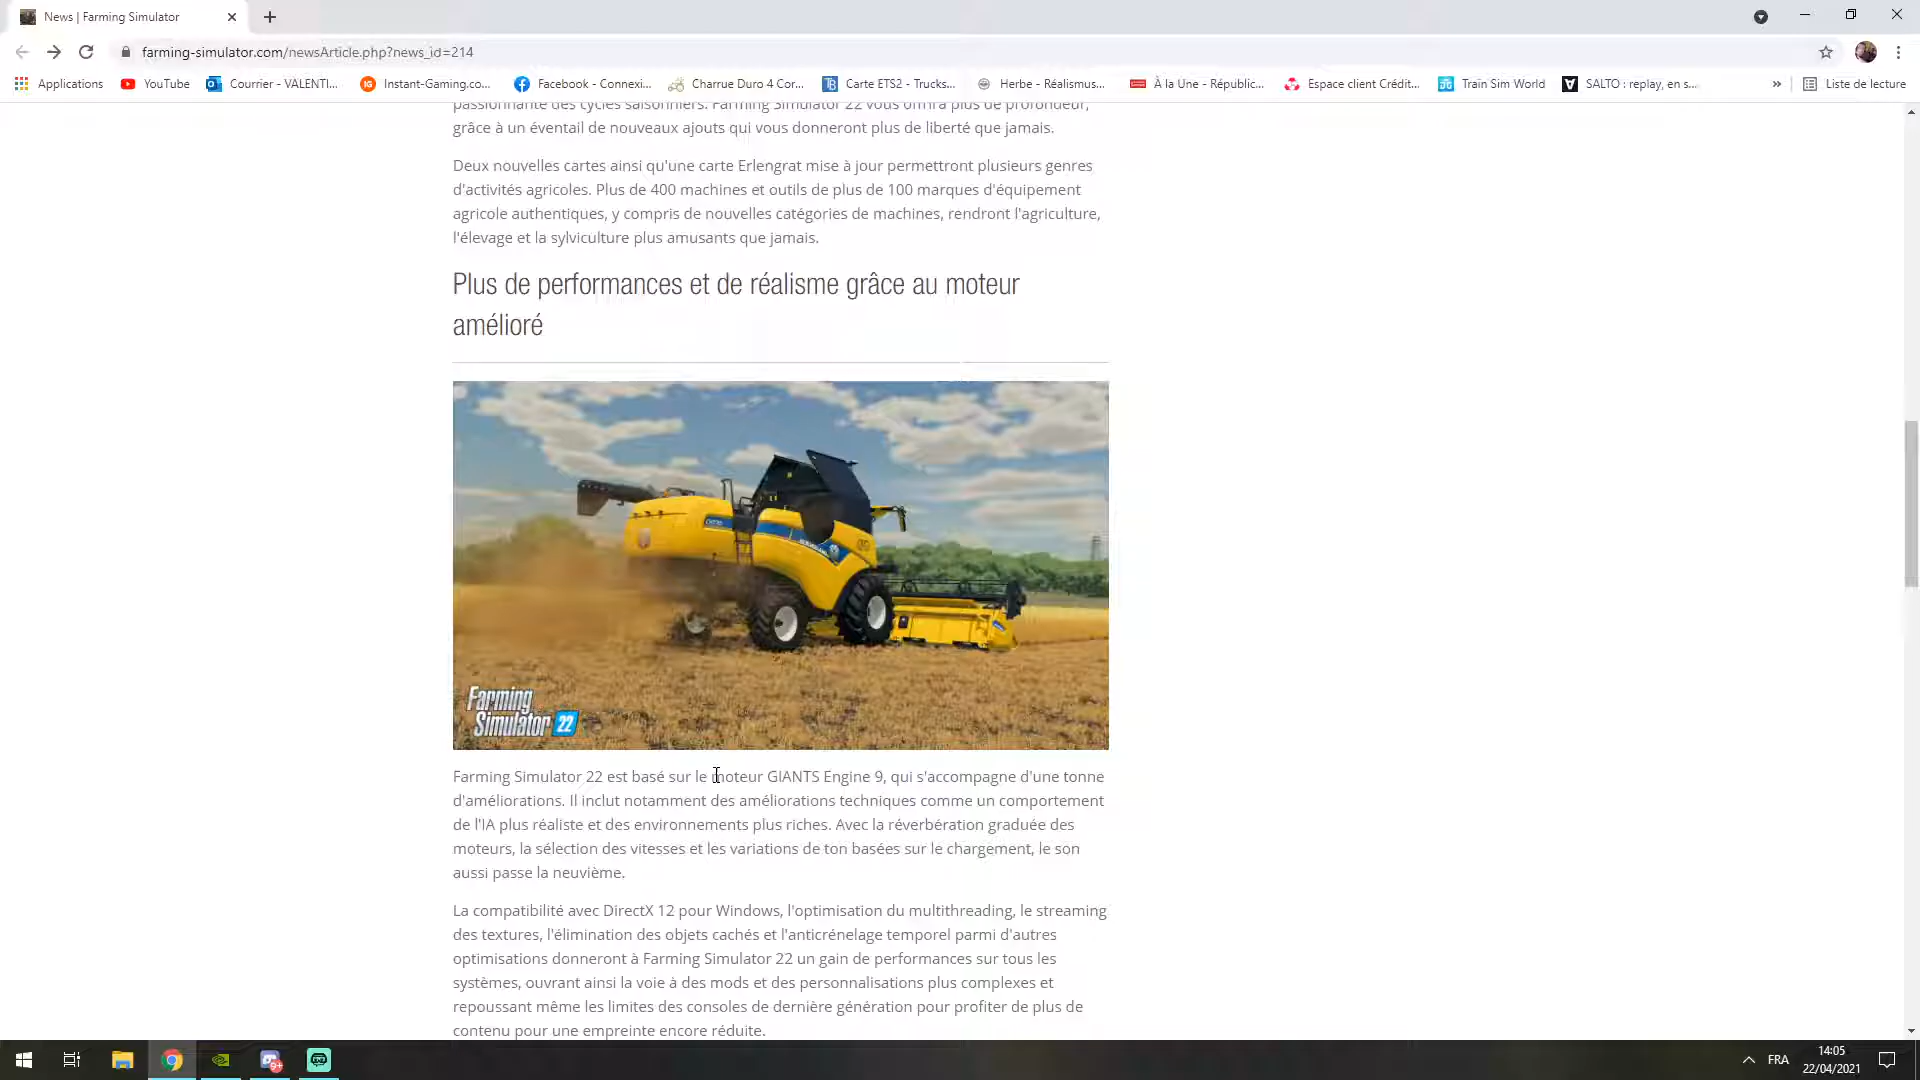 News | Farming Simulator
farming-simulator.com/newsArticle.php?news_id=214
Applications
YouTube
Courrier - VALENTI...
Instant-Gaming.co...
Facebook - Connexi...
Charrue Duro 4 Cor...
Carte ETS2 - Trucks...
Herbe - Réalismus...
À la Une - Républic...
Espace client Crédit...
Train Sim World
SALTO : replay, en s...
»
Liste de lecture
passionnante des cycles saisonniers. Farming Simulator 22 vous offrira plus de profondeur,
grâce à un éventail de nouveaux ajouts qui vous donneront plus de liberté que jamais.
Deux nouvelles cartes ainsi qu'une carte Erlengrat mise à jour permettront plusieurs genres
d'activités agricoles. Plus de 400 machines et outils de plus de 100 marques d'équipement
agricole authentiques, y compris de nouvelles catégories de machines, rendront l'agriculture,
l'élevage et la sylviculture plus amusants que jamais.
Plus de performances et de réalisme grâce au moteur
amélioré
Farming
Simulator 22
Farming Simulator 22 est basé sur le moteur GIANTS Engine 9, qui s'accompagne d'une tonne
d'améliorations. Il inclut notamment des améliorations techniques comme un comportement
de l'IA plus réaliste et des environnements plus riches. Avec la réverbération graduée des
moteurs, la sélection des vitesses et les variations de ton basées sur le chargement, le son
aussi passe la neuvième.
La compatibilité avec DirectX 12 pour Windows, l'optimisation du multithreading, le streaming
des textures, l'élimination des objets cachés et l'anticrénelage temporel parmi d'autres
optimisations donneront à Farming Simulator 22 un gain de performances sur tous les
systèmes, ouvrant ainsi la voie à des mods et des personnalisations plus complexes et
repoussant même les limites des consoles de dernière génération pour profiter de plus de
contenu pour une empreinte encore réduite.
FRA
14:05
22/04/2021